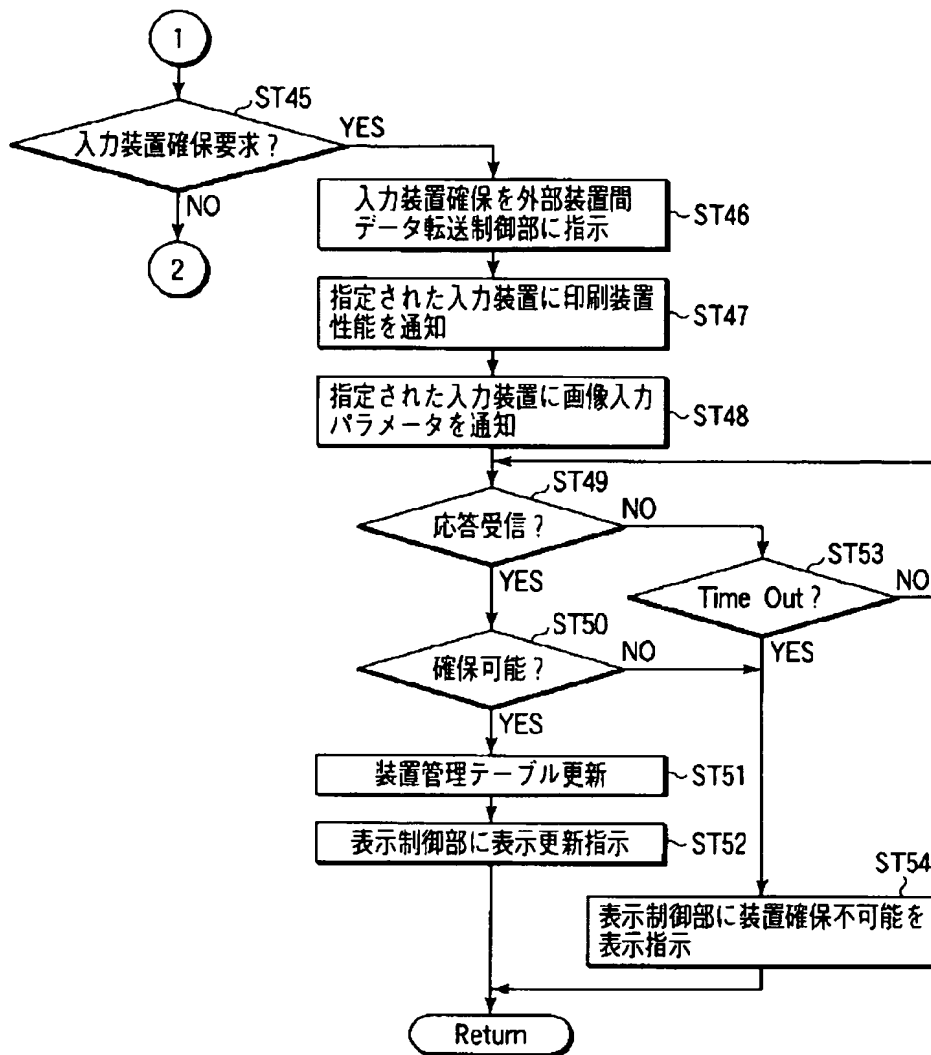 1
ST45
入力装置確保要求?
YES
NO
2
入力装置確保を外部装置間
データ転送制御部に指示
ST46
指定された入力装置に印刷装置
性能を通知
ST47
指定された入力装置に画像入力
パラメータを通知
ST48
ST49
応答受信?
NO
YES
ST53
Time Out?
NO
YES
ST50
確保可能?
NO
YES
装置管理テーブル更新
ST51
表示制御部に表示更新指示
ST52
ST54
表示制御部に装置確保不可能を
表示指示
Return